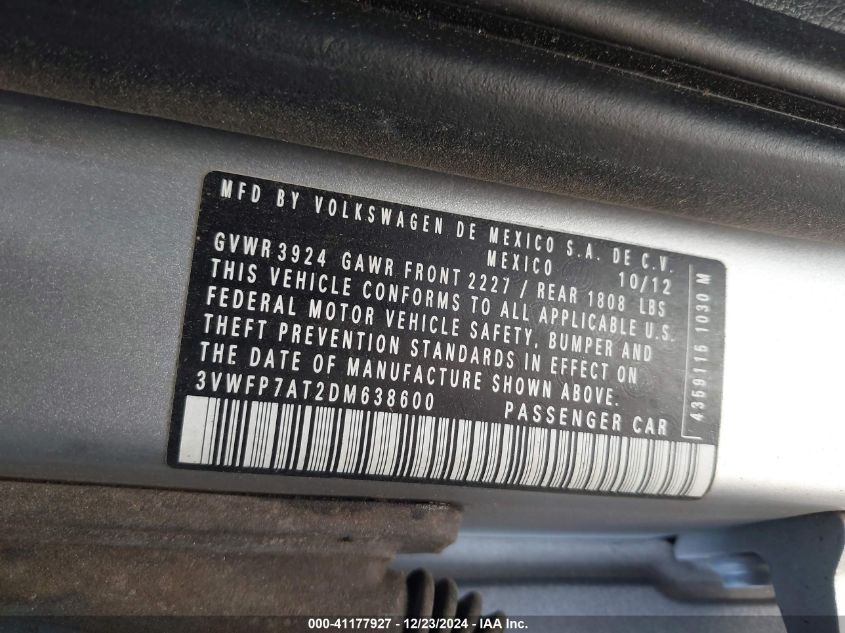 MFD BY VOLKSWAGEN DE MEXICO S.A. DE C.V.
MEXICO 10/12
GVWR 3924 GAWR FRONT 2227 / REAR 1808 LBS
THIS VEHICLE CONFORMS TO ALL APPLICABLE U.S.
FEDERAL MOTOR VEHICLE SAFETY, BUMPER AND
THEFT PREVENTION STANDARDS IN EFFECT ON
THE DATE OF MANUFACTURE SHOWN ABOVE.
3VWFP7AT2DM638600 PASSENGER CAR
4359115 1030 M
000-41177927 - 12/23/2024 - IAA Inc.